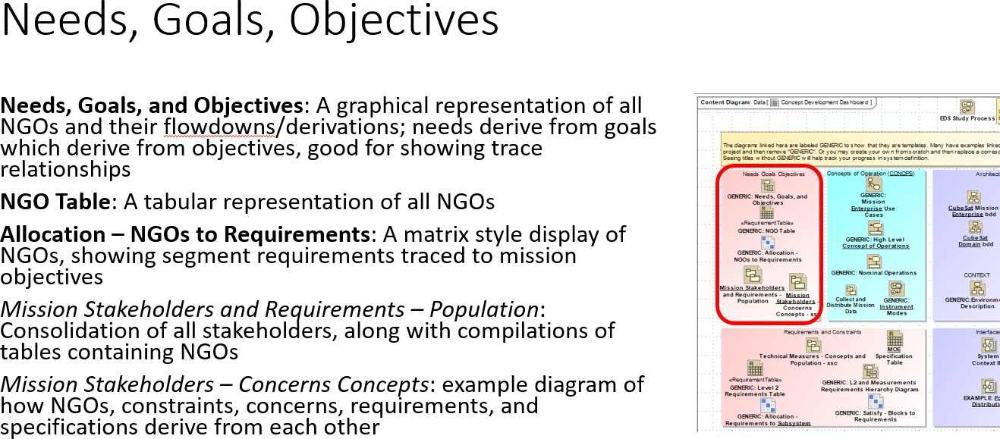 Needs, Goals, Objectives
Needs, Goals, and Objectives: A graphical representation of all
NGOs and their flowdowns/derivations; needs derive from goals
which derive from objectives, good for showing trace
relationships
NGO Table: A tabular representation of all NGOs
Allocation – NGOs to Requirements: A matrix style display of
NGOs, showing segment requirements traced to mission
objectives
Mission Stakeholders and Requirements – Population:
Consolidation of all stakeholders, along with compilations of
tables containing NGOs
Mission Stakeholders – Concerns Concepts: example diagram of
how NGOs, constraints, concerns, requirements, and
specifications derive from each other
Content Diagram Data [ Concept Development Dashboard ]
EDS Study Process
The diagrams linked here are labeled GENERIC to show that they are templates. Many have examples linked
project and then remove "GENERIC". Or you may create your own from scratch and then replace a corresp
Seeing titles without GENERIC will help track your progress in system definition.
Needs Goals Objectives
GENERIC: Needs, Goals, and
Objectives
«RequirementTable»
GENERIC: NGO Table
GENERIC: Allocation -
NGOs to Requirements
Mission Stakeholders
and Requirements -
Population
Mission
Stakeholders -
Concerns
Concepts - xs
Concepts of Operation (CONOPS)
GENERIC:
Mission
Enterprise Use
Cases
GENERIC: High Level
Concept of Operations
GENERIC: Nominal Operations
Collect and
Distribute Mission
Data
GENERIC:
Instrument
Modes
Architect
CubeSat Mission
Enterprise bdd
CubeSat
Domain bdd
CONTEXT
GENERIC:Environme
Description
Requirements and Constraints
Technical Measures - Concepts and
Population - xsc
MOE
Specification
Table
«RequirementTable»
GENERIC: Level 2
Requirements Table
GENERIC: L2 and Measurements
Requirements Hierarchy Diagram
GENERIC: Allocation -
Requirements to Subsystem
GENERIC: Satisfy - Blocks to
Requirements
Interfaces
System
Context I
EXAMPLE: Po
Distributi